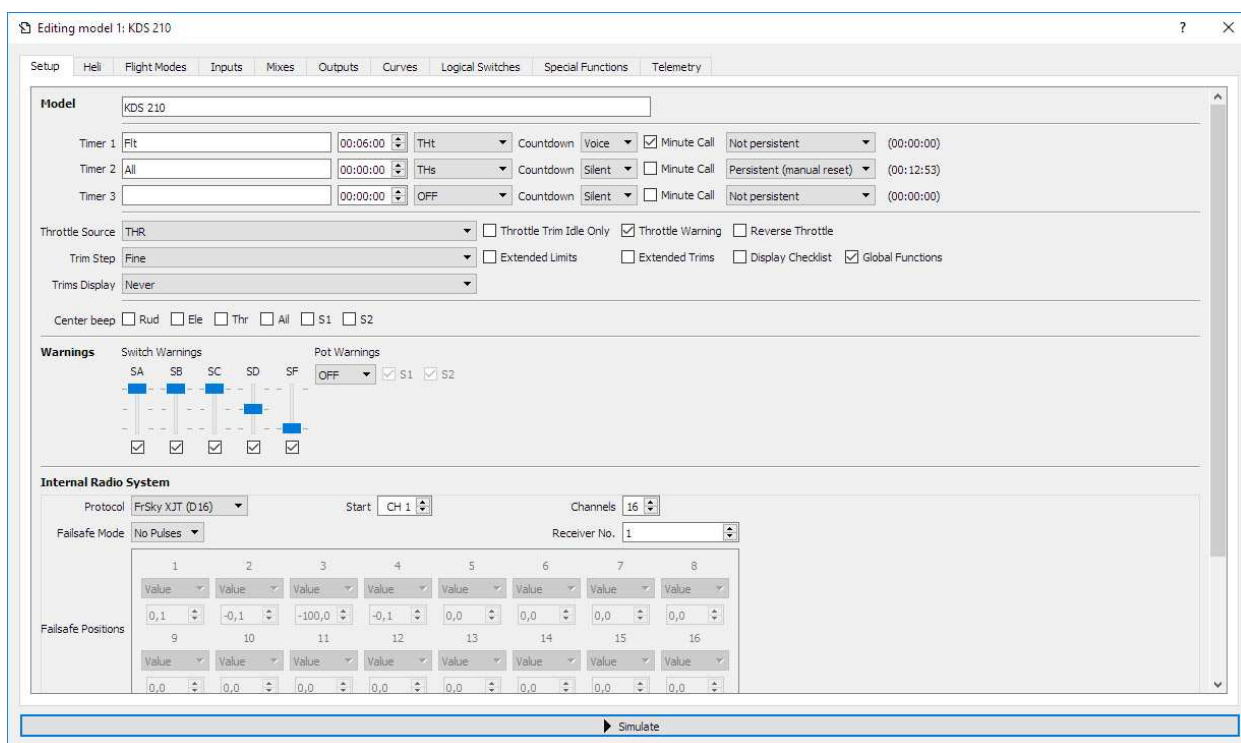 Editing model 1: KDS 210 ?
Setup Heli Flight Modes Inputs Mixes Outputs Curves Logical Switches Special Functions Telemetry
Model KDS 210
Timer 1 Flt 00:06:00 THt Countdown Voice Minute Call Not persistent (00:00:00)
Timer 2 All 00:00:00 THs Countdown Silent Minute Call Persistent (manual reset) (00:12:53)
Timer 3 00:00:00 OFF Countdown Silent Minute Call Not persistent (00:00:00)
Throttle Source THR Throttle Trim Idle Only Throttle Warning Reverse Throttle
Trim Step Fine Extended Limits Extended Trims Display Checklist Global Functions
Trims Display Never
Center beep Rud Ele Thr Ail S1 S2
Warnings Switch Warnings Pot Warnings
SA SB SC SD SF OFF S1 S2
Internal Radio System
Protocol FrSky XJT (D16) Start CH 1 Channels 16
Failsafe Mode No Pulses Receiver No. 1
1 2 3 4 5 6 7 8
Value Value Value Value Value Value Value Value
0,1 -0,1 -100,0 -0,1 0,0 0,0 0,0 0,0
Failsafe Positions
9 10 11 12 13 14 15 16
Value Value Value Value Value Value Value Value
0,0 0,0 0,0 0,0 0,0 0,0 0,0 0,0
Simulate